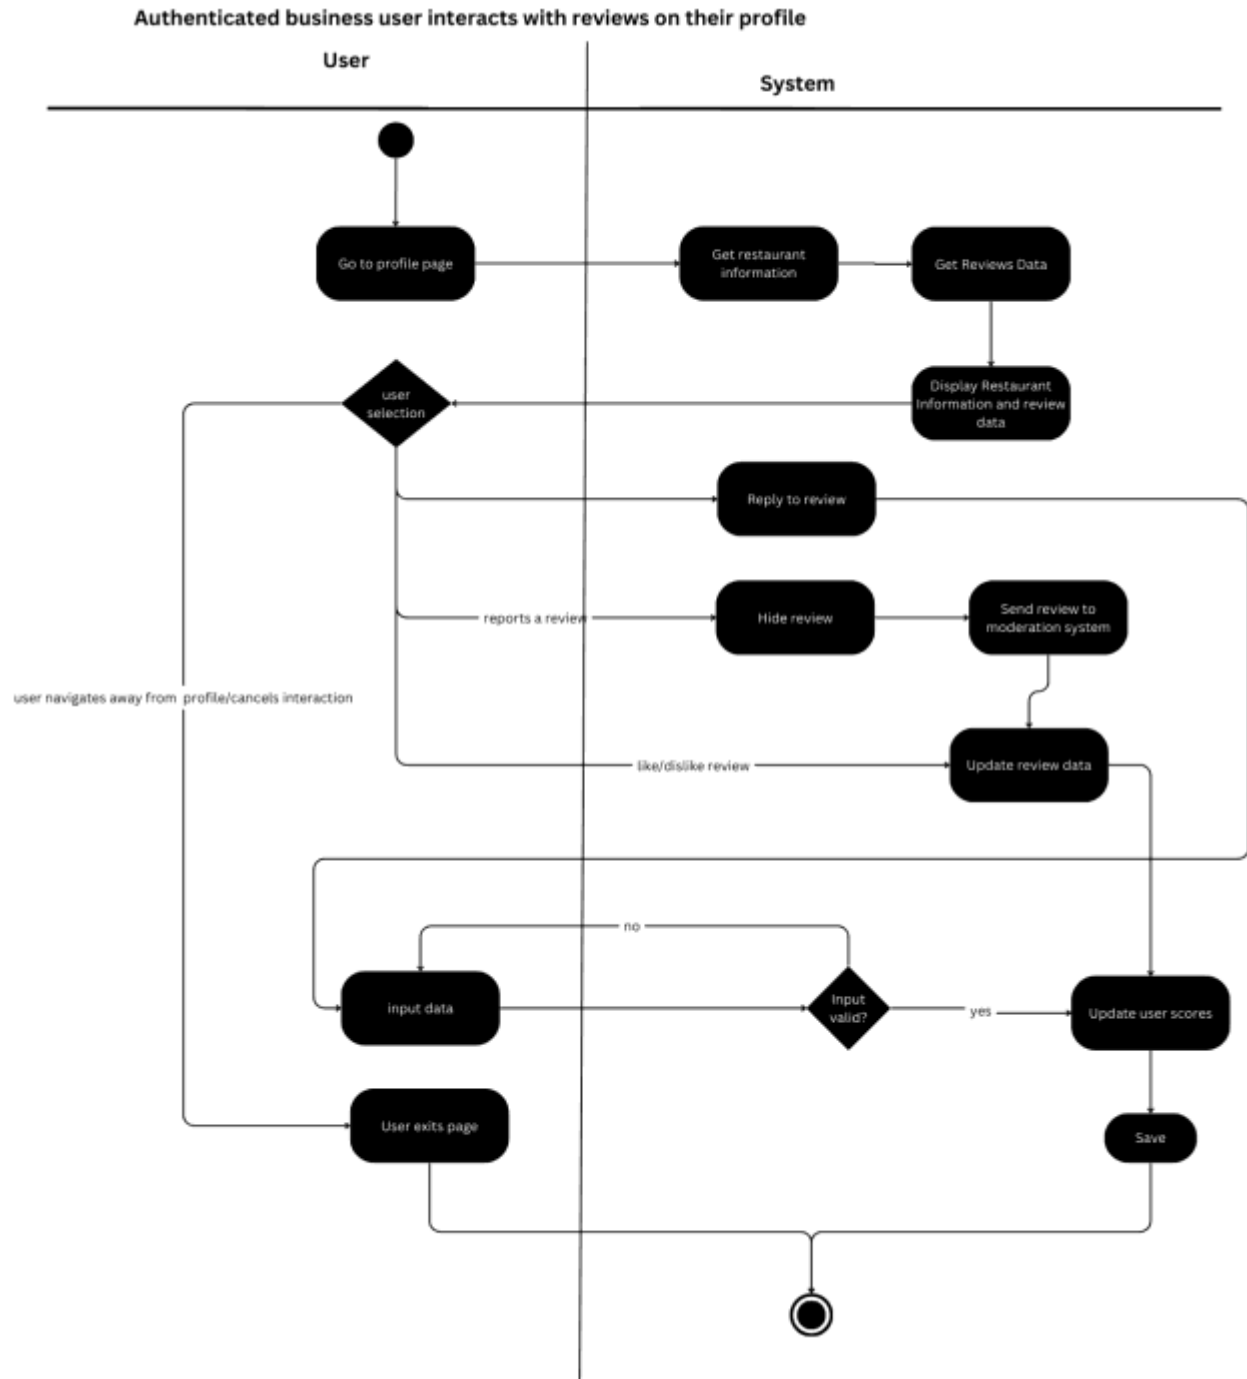 Authenticated business user interacts with reviews on their profile
User
System
Go to profile page
Get restaurant
information
Get Reviews Data
user
selection
Display Restaurant
Information and review
data
Reply to review
reports a review
Hide review
Send review to
moderation system
user navigates away from  profile/cancels interaction
like/dislike review
Update review data
no
input data
Input
valid?
yes
Update user scores
User exits page
Save